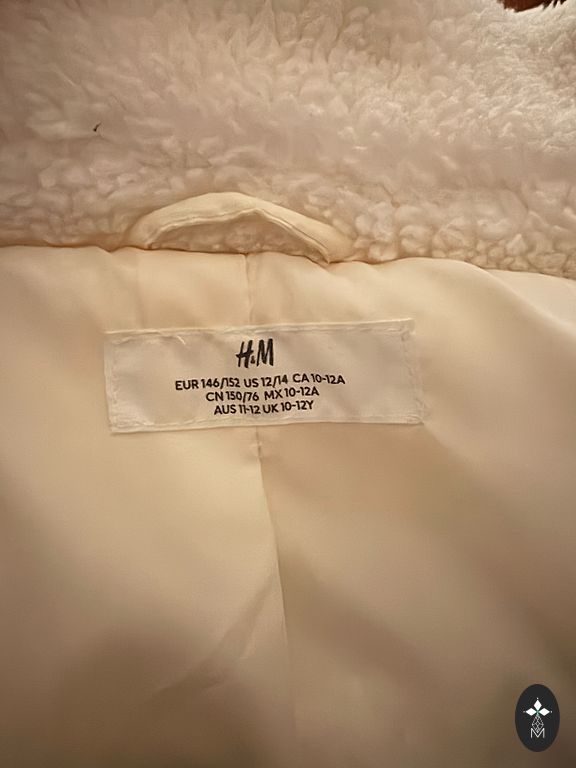 H&M
EUR 146/152 US 12/14 CA 10-12A
CN 150/76 MX 10-12A
AUS 11-12 UK 10-12Y
M